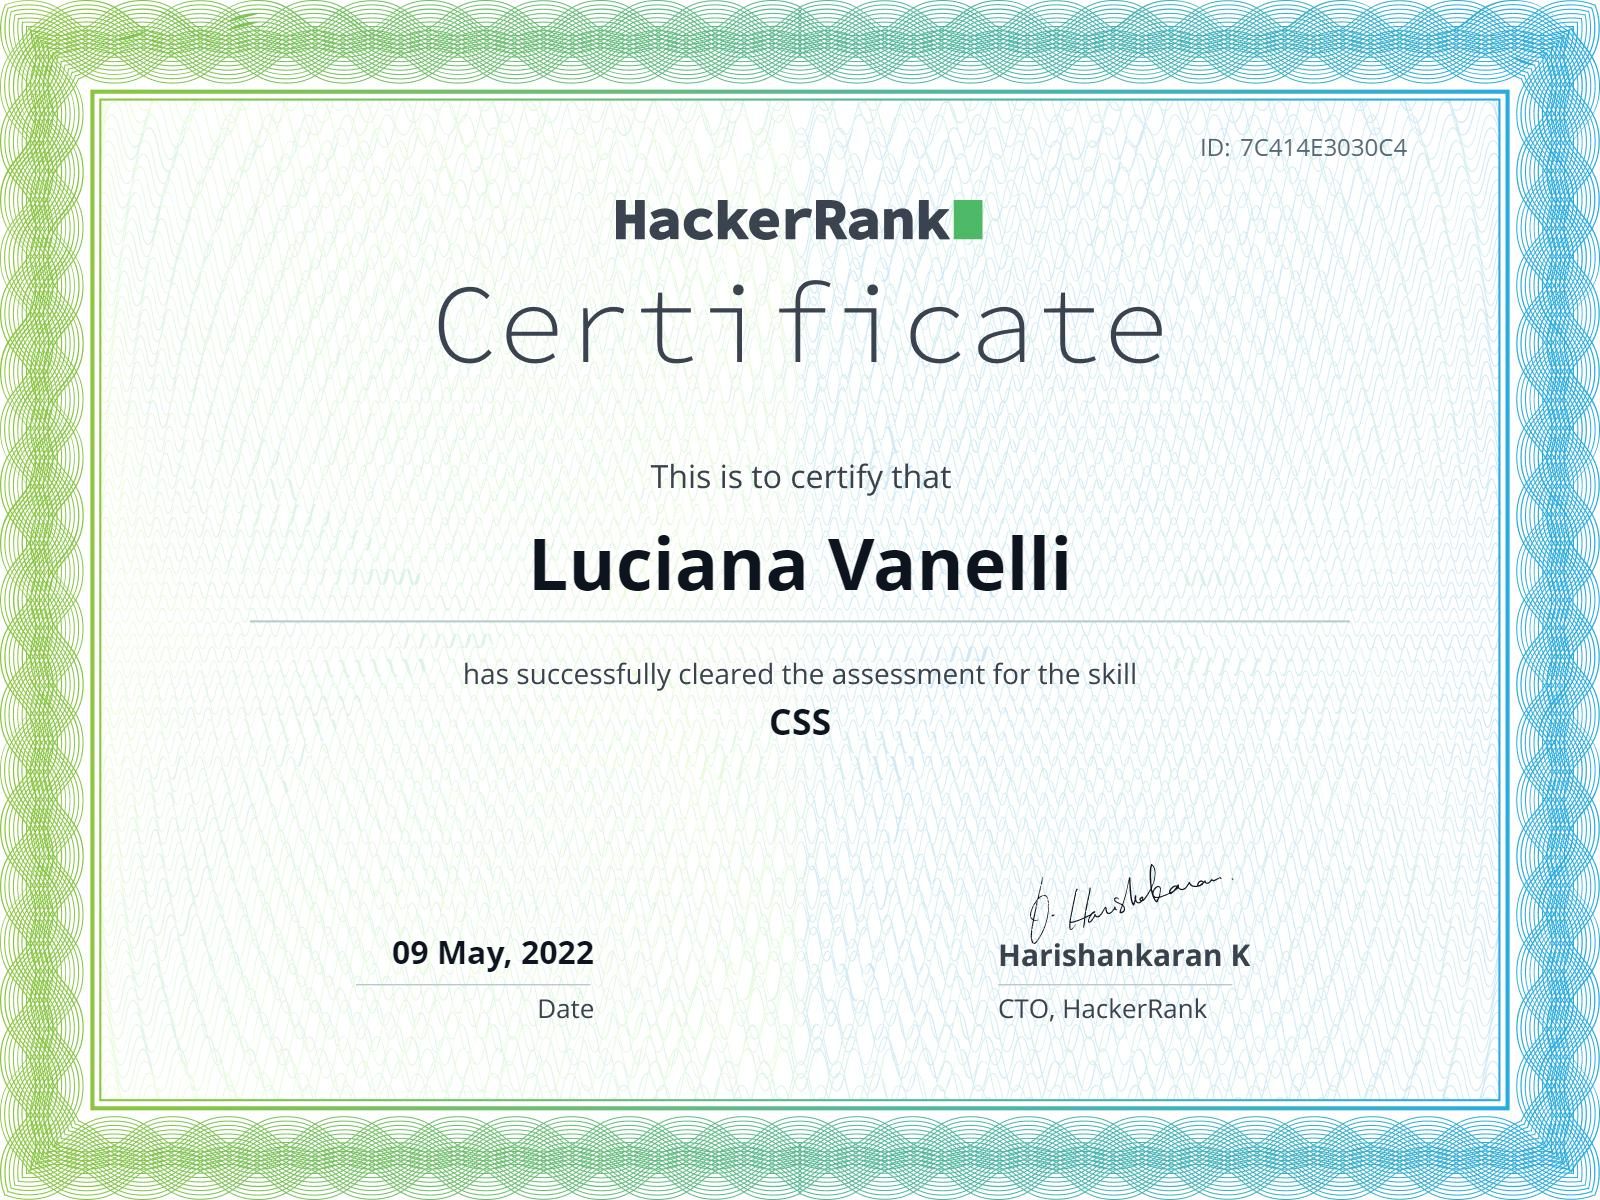 ID: 7C414E3030C4
HackerRank
Certificate
This is to certify that
Luciana Vanelli
has successfully cleared the assessment for the skill
CSS
09 May, 2022
Date
Harishankaran
Harishankaran K
CTO, HackerRank